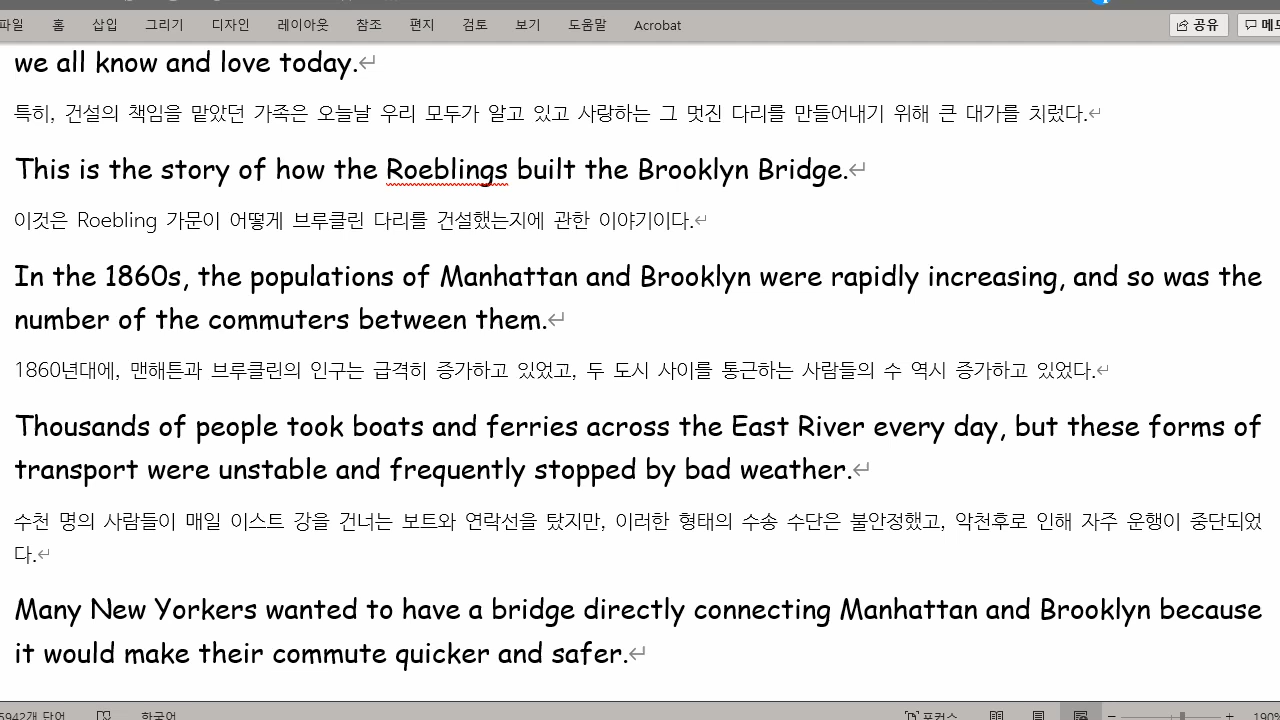 파일 홈 삽입 그리기 디자인 레이아웃 참조 편지 검토 보기 도움말 Acrobat 공유
we all know and love today.
특히, 건설의 책임을 맡았던 가족은 오늘날 우리 모두가 알고 있고 사랑하는 그 멋진 다리를 만들어내기 위해 큰 대가를 치렀다.
This is the story of how the Roeblings built the Brooklyn Bridge.
이것은 Roebling 가문이 어떻게 브루클린 다리를 건설했는지에 관한 이야기이다.
In the 1860s, the populations of Manhattan and Brooklyn were rapidly increasing, and so was the
number of the commuters between them.
1860년대에, 맨해튼과 브루클린의 인구는 급격히 증가하고 있었고, 두 도시 사이를 통근하는 사람들의 수 역시 증가하고 있었다.
Thousands of people took boats and ferries across the East River every day, but these forms of
transport were unstable and frequently stopped by bad weather.
수천 명의 사람들이 매일 이스트 강을 건너는 보트와 연락선을 탔지만, 이러한 형태의 수송 수단은 불안정했고, 악천후로 인해 자주 운행이 중단되었
다.
Many New Yorkers wanted to have a bridge directly connecting Manhattan and Brooklyn because
it would make their commute quicker and safer.